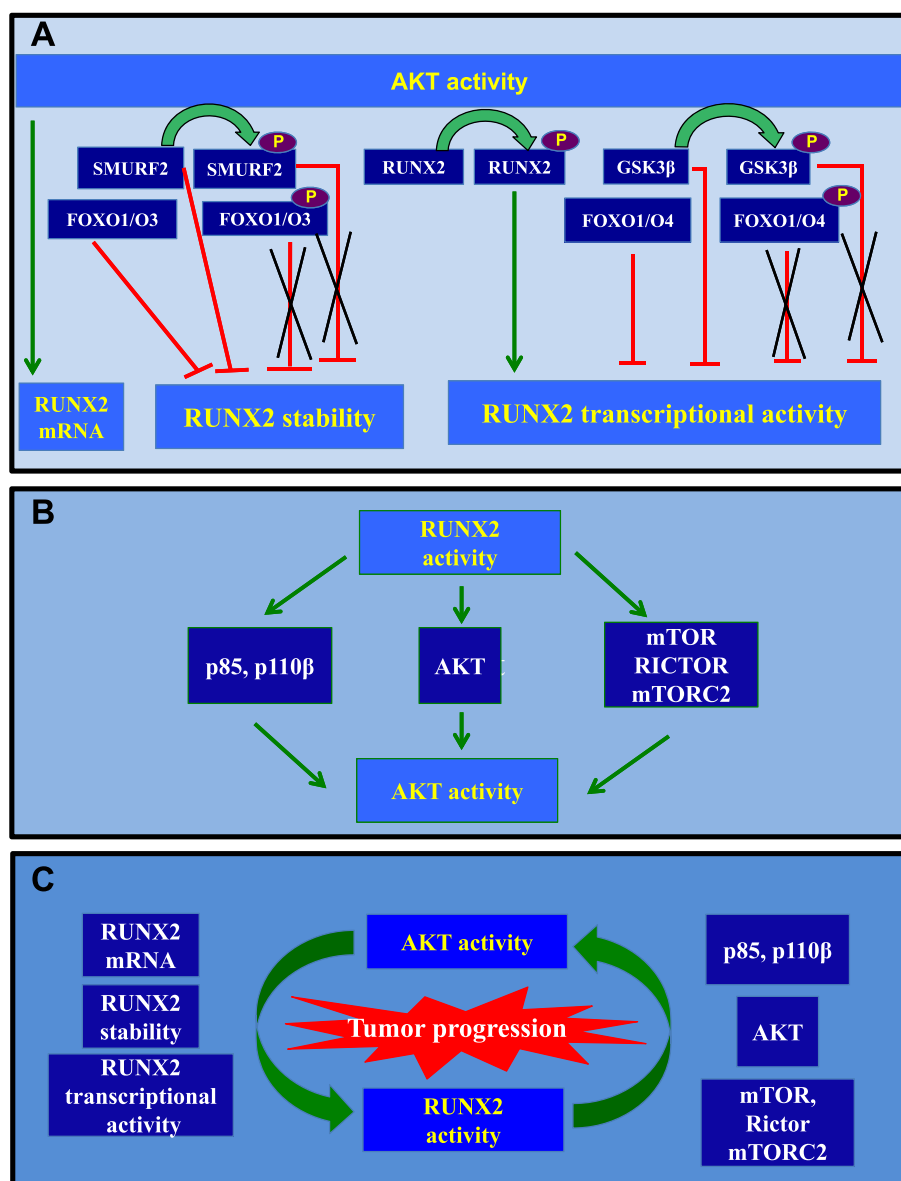 A
AKT activity
P
P
P
SMURF2
SMURF2
RUNX2
RUNX2
GSK3β
GSK3β
P
P
FOXO1/O3
FOXO1/O3
FOXO1/O4
FOXO1/O4
RUNX2
mRNA
RUNX2 stability
RUNX2 transcriptional activity
B
RUNX2
activity
p85, p110β
AKT
mTOR
RICTOR
mTORC2
AKT activity
C
RUNX2
mRNA
RUNX2
stability
RUNX2
transcriptional
activity
AKT activity
Tumor progression
RUNX2
activity
p85, p110β
AKT
mTOR,
Rictor
mTORC2